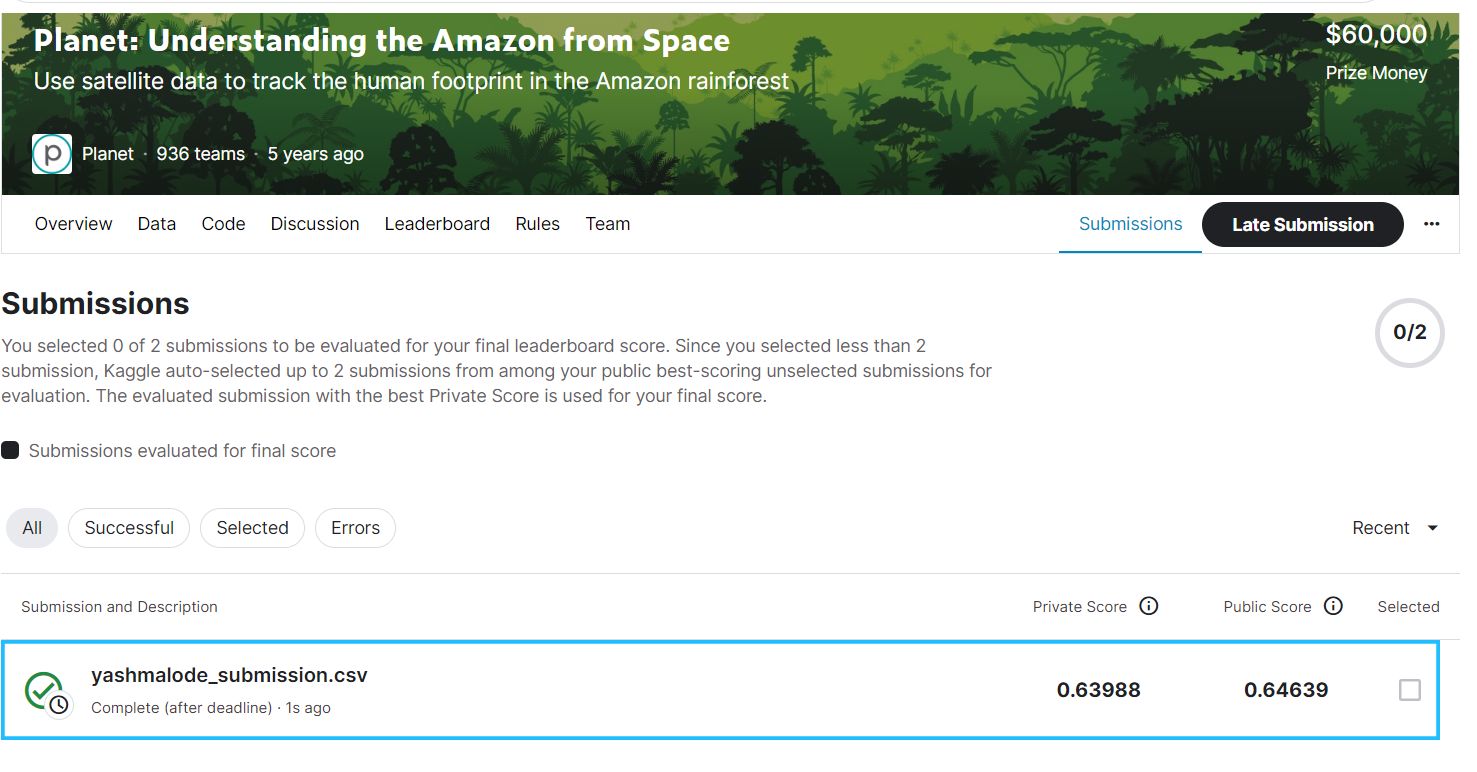 Planet: Understanding the Amazon from Space
$60,000
Use satellite data to track the human footprint in the Amazon rainforest
Prize Money
p Planet · 936 teams · 5 years ago
Overview Data Code Discussion Leaderboard Rules Team Submissions Late Submission ...
Submissions
0/2
You selected 0 of 2 submissions to be evaluated for your final leaderboard score. Since you selected less than 2
submission, Kaggle auto-selected up to 2 submissions from among your public best-scoring unselected submissions for
evaluation. The evaluated submission with the best Private Score is used for your final score.
Submissions evaluated for final score
All Successful Selected Errors Recent
Submission and Description Private Score Public Score Selected
yashmalode_submission.csv 0.63988 0.64639
Complete (after deadline) · 1s ago